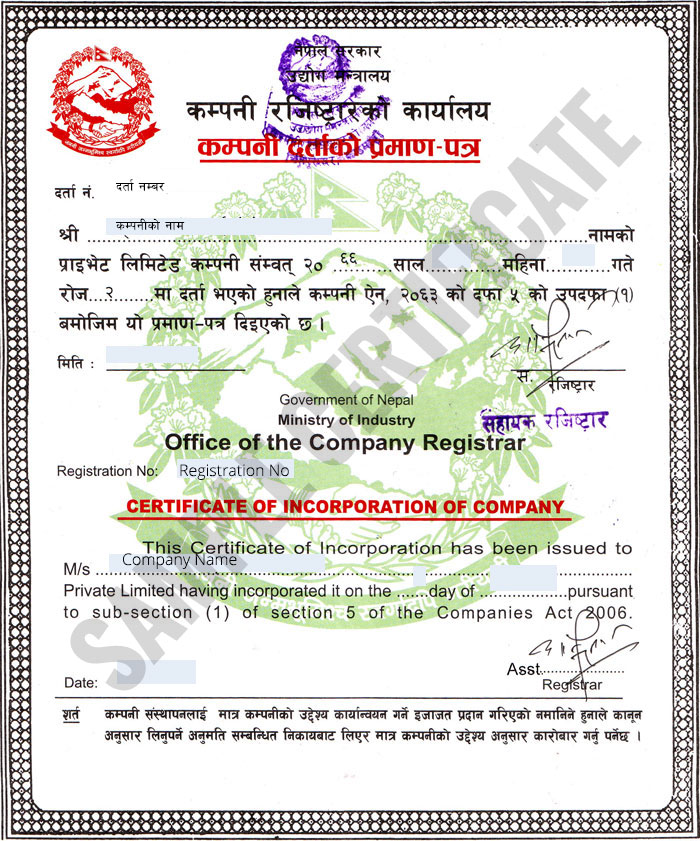 नेपाल सरकार
उद्योग मन्त्रालय
कम्पनी रजिष्ट्रारको कार्यालय
कम्पनी दर्ताको प्रमाण-पत्र
दर्ता नं. दर्ता नम्बर
श्री कम्पनीको नाम नामको
प्राइभेट लिमिटेड कम्पनी संम्वत् २० ६६ साल महिना गते
रोज २ मा दर्ता भएको हुनाले कम्पनी ऐन, २०६३ को दफा ५ को उपदफा (१)
बमोजिम यो प्रमाण-पत्र दिइएको छ।
मिति :
स. रजिष्ट्रार
सहायक रजिष्ट्रार
Government of Nepal
Ministry of Industry
Office of the Company Registrar
Registration No: Registration No
CERTIFICATE OF INCORPORATION OF COMPANY
This Certificate of Incorporation has been issued to
M/s Company Name
Private Limited having incorporated it on the ......day of ...................pursuant
to sub-section (1) of section 5 of the Companies Act 2006.
Asst.
Registrar
Date:
शर्त कम्पनी संस्थापनलाई मात्र कम्पनीको उद्देश्य कार्यान्वयन गर्ने इजाजत प्रदान गरिएको नमानिने हुनाले कानून
अनुसार लिनुपर्ने अनुमति सम्बन्धित निकायबाट लिएर मात्र कम्पनीको उद्देश्य अनुसार कारोबार गर्नु पर्नेछ ।
SAMPLE CERTIFICATE